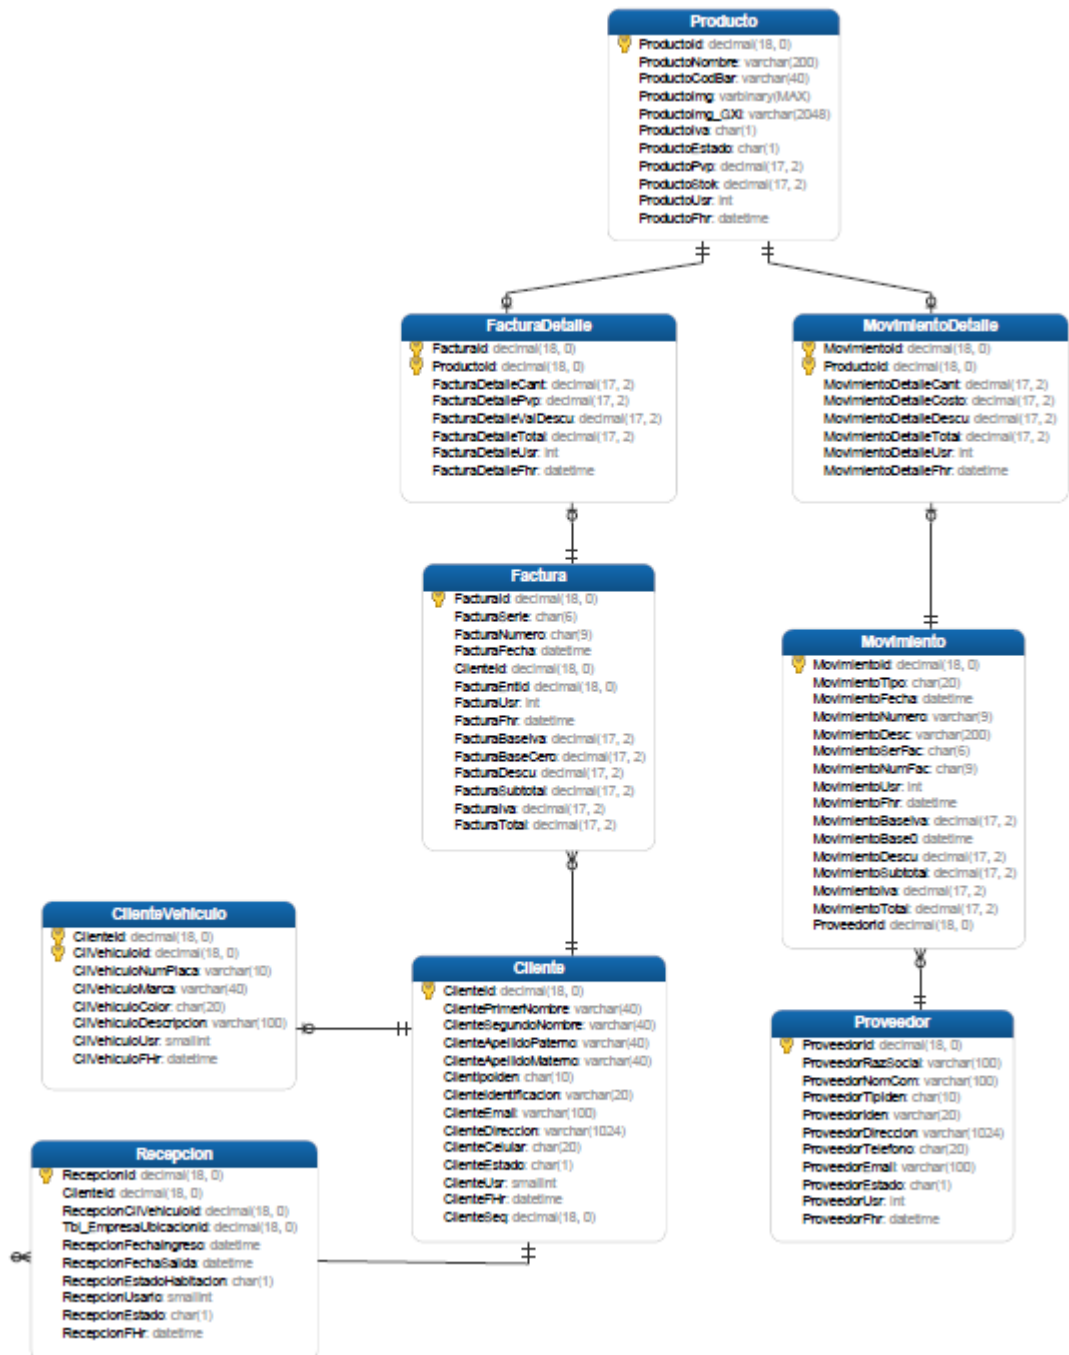 Producto
ProductoId: decimal(18, 0)
ProductoNombre: varchar(200)
ProductoCodBar: varchar(40)
ProductoImg: varbinary(MAX)
ProductoImg_GXI: varchar(2048)
ProductoIva: char(1)
ProductoEstado: char(1)
ProductoPvp: decimal(17, 2)
ProductoStok: decimal(17, 2)
ProductoUsr: int
ProductoFhr: datetime
FacturaDetalle
FacturaId: decimal(18, 0)
ProductoId: decimal(18, 0)
FacturaDetalleCant: decimal(17, 2)
FacturaDetallePvp: decimal(17, 2)
FacturaDetalleValDescu: decimal(17, 2)
FacturaDetalleTotal: decimal(17, 2)
FacturaDetalleUsr: int
FacturaDetalleFhr: datetime
MovimientoDetalle
MovimientoId: decimal(18, 0)
ProductoId: decimal(18, 0)
MovimientoDetalleCant: decimal(17, 2)
MovimientoDetalleCosto: decimal(17, 2)
MovimientoDetalleDescu: decimal(17, 2)
MovimientoDetalleTotal: decimal(17, 2)
MovimientoDetalleUsr: int
MovimientoDetalleFhr: datetime
Factura
FacturaId: decimal(18, 0)
FacturaSerie: char(6)
FacturaNumero: char(9)
FacturaFecha: datetime
ClienteId: decimal(18, 0)
FacturaEntId: decimal(18, 0)
FacturaUsr: int
FacturaFhr: datetime
FacturaBaseIva: decimal(17, 2)
FacturaBaseCero: decimal(17, 2)
FacturaDescu: decimal(17, 2)
FacturaSubtotal: decimal(17, 2)
FacturaIva: decimal(17, 2)
FacturaTotal: decimal(17, 2)
Movimiento
MovimientoId: decimal(18, 0)
MovimientoTipo: char(20)
MovimientoFecha: datetime
MovimientoNumero: varchar(9)
MovimientoDesc: varchar(200)
MovimientoSerFac: char(6)
MovimientoNumFac: char(9)
MovimientoUsr: int
MovimientoFhr: datetime
MovimientoBaseIva: decimal(17, 2)
MovimientoBase0: datetime
MovimientoDescu: decimal(17, 2)
MovimientoSubtotal: decimal(17, 2)
MovimientoIva: decimal(17, 2)
MovimientoTotal: decimal(17, 2)
ProveedorId: decimal(18, 0)
ClienteVehiculo
ClienteId: decimal(18, 0)
CliVehiculoId: decimal(18, 0)
CliVehiculoNumPlaca: varchar(10)
CliVehiculoMarca: varchar(40)
CliVehiculoColor: char(20)
CliVehiculoDescripcion: varchar(100)
CliVehiculoUsr: smallint
CliVehiculoFHr: datetime
Cliente
ClienteId: decimal(18, 0)
ClientePrimerNombre: varchar(40)
ClienteSegundoNombre: varchar(40)
ClienteApellidoPaterno: varchar(40)
ClienteApellidoMaterno: varchar(40)
ClientipoIden: char(10)
ClienteIdentificacion: varchar(20)
ClienteEmail: varchar(100)
ClienteDireccion: varchar(1024)
ClienteCelular: char(20)
ClienteEstado: char(1)
ClienteUsr: smallint
ClienteFHr: datetime
ClienteSeq: decimal(18, 0)
Proveedor
ProveedorId: decimal(18, 0)
ProveedorRazSocial: varchar(100)
ProveedorNomCom: varchar(100)
ProveedorTipIden: char(10)
ProveedorIden: varchar(20)
ProveedorDireccion: varchar(1024)
ProveedorTelefono: char(20)
ProveedorEmail: varchar(100)
ProveedorEstado: char(1)
ProveedorUsr: int
ProveedorFhr: datetime
Recepcion
RecepcionId: decimal(18, 0)
ClienteId: decimal(18, 0)
RecepcionCliVehiculoId: decimal(18, 0)
Tbl_EmpresaUbicacionId: decimal(18, 0)
RecepcionFechaIngreso: datetime
RecepcionFechaSalida: datetime
RecepcionEstadoHabitacion: char(1)
RecepcionUsario: smallint
RecepcionEstado: char(1)
RecepcionFHr: datetime